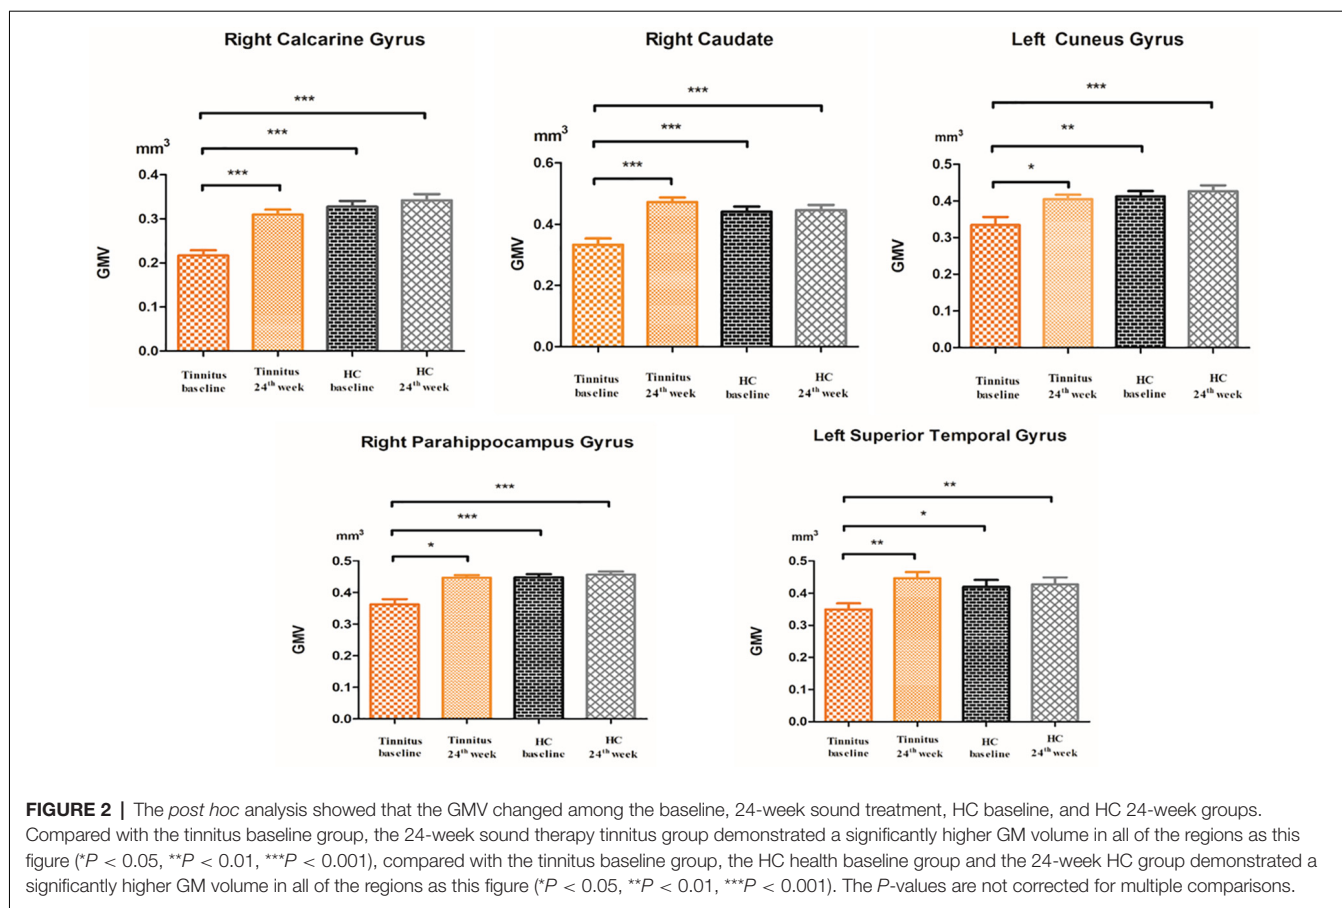 Right Calcarine Gyrus
***
***
***
mm³
0.4
0.3
0.2
0.1
0.0
GMV
Tinnitus baseline
Tinnitus 24th week
HC baseline
HC 24th week
Right Caudate
***
***
***
mm³
0.6
0.4
0.2
0.0
GMV
Tinnitus baseline
Tinnitus 24th week
HC baseline
HC 24th week
Left Cuneus Gyrus
***
**
*
mm³
0.5
0.4
0.3
0.2
0.1
0.0
GMV
Tinnitus baseline
Tinnitus 24th week
HC baseline
HC 24th week
Right Parahippocampus Gyrus
***
***
*
mm³
0.5
0.4
0.3
0.2
0.1
0.0
GMV
Tinnitus baseline
Tinnitus 24th week
HC baseline
HC 24th week
Left Superior Temporal Gyrus
**
*
**
mm³
0.5
0.4
0.3
0.2
0.1
0.0
GMV
Tinnitus baseline
Tinnitus 24th week
HC baseline
HC 24th week
FIGURE 2 | The post hoc analysis showed that the GMV changed among the baseline, 24-week sound treatment, HC baseline, and HC 24-week groups.
Compared with the tinnitus baseline group, the 24-week sound therapy tinnitus group demonstrated a significantly higher GM volume in all of the regions as this
figure (*P < 0.05, **P < 0.01, ***P < 0.001), compared with the tinnitus baseline group, the HC health baseline group and the 24-week HC group demonstrated a
significantly higher GM volume in all of the regions as this figure (*P < 0.05, **P < 0.01, ***P < 0.001). The P-values are not corrected for multiple comparisons.